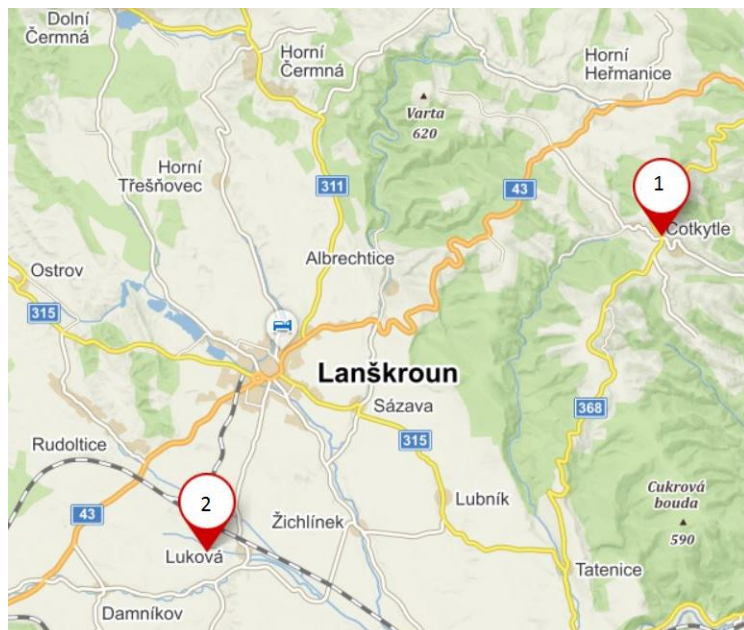 Dolní
Čermná
Horní
Čermná
Horní
Heřmanice
Varta
620
Horní
Třešňovec
311
43
1
Cotkytle
Albrechtice
Ostrov
315
Lanškroun
368
Sázava
315
Rudoltice
Cukrová
bouda
590
43
2
Lubník
Žichlínek
Luková
Tatenice
Damníkov